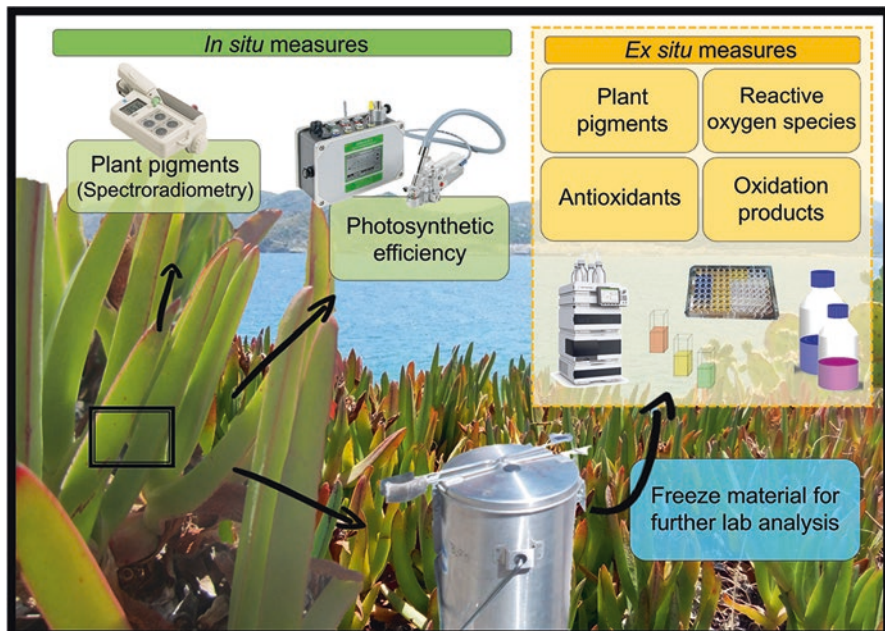 In situ measures
Plant pigments
(Spectroradiometry)
Photosynthetic
efficiency
Ex situ measures
Plant
pigments
Reactive
oxygen species
Antioxidants
Oxidation
products
Freeze material for
further lab analysis